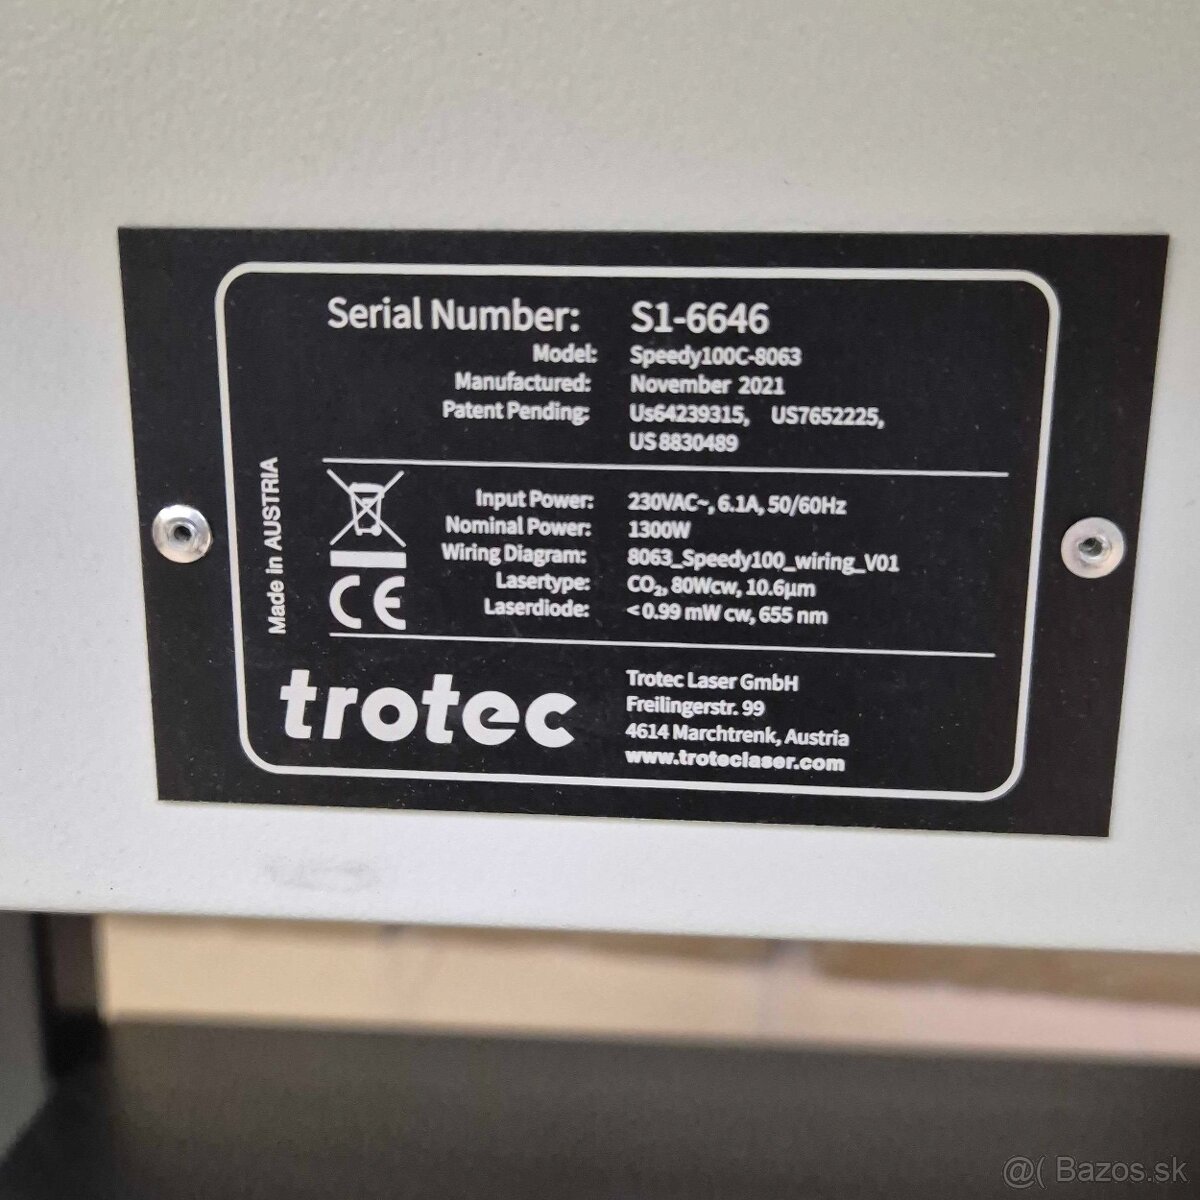 Serial Number: S1-6646
Model: Speedy100C-8063
Manufactured: November 2021
Patent Pending: Us64239315, US7652225,
US 8830489
Made in AUSTRIA
Input Power: 230VAC~, 6.1A, 50/60Hz
Nominal Power: 1300W
Wiring Diagram: 8063_Speedy100_wiring_V01
Lasertype: CO₂, 80Wcw, 10.6µm
Laserdiode: < 0.99 mW cw, 655 nm
CE
trotec
Trotec Laser GmbH
Freilingerstr. 99
4614 Marchtrenk, Austria
www.troteclaser.com
@( Bazos.sk